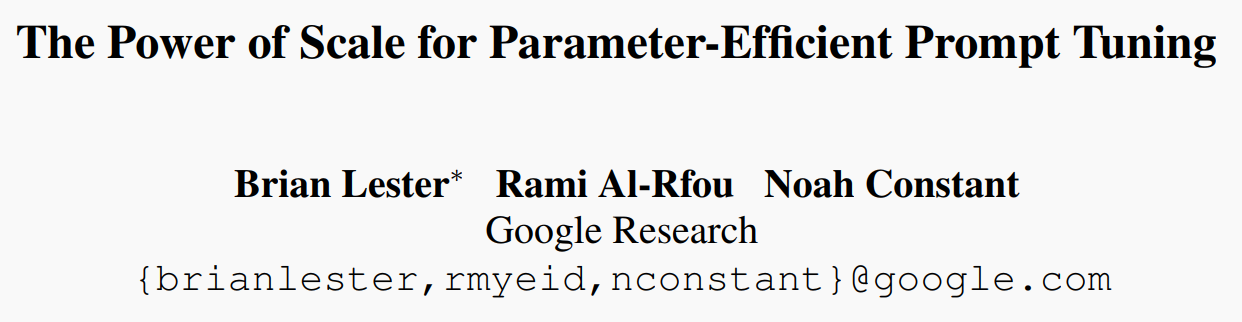 The Power of Scale for Parameter-Efficient Prompt Tuning
Brian Lester* Rami Al-Rfou Noah Constant
Google Research
{brianlester,rmyeid,nconstant}@google.com